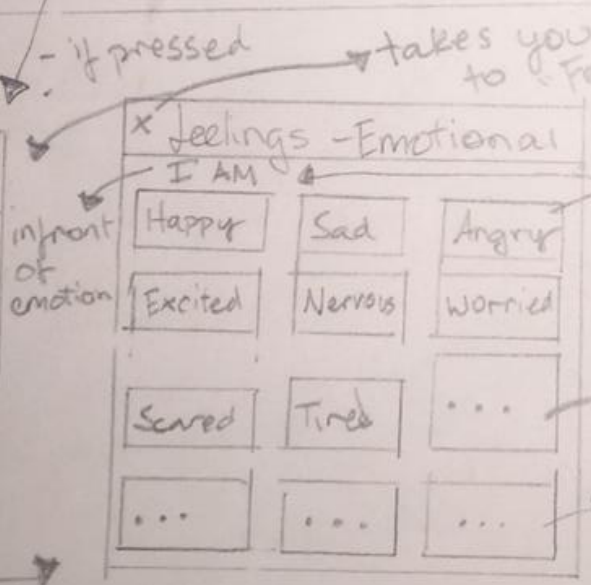 - if pressed
takes you
to "Fe
x feelings - Emotional
I AM
infront
of
emotion
Happy Sad Angry
Excited Nervous Worried
Scared Tired ...
... ... ...